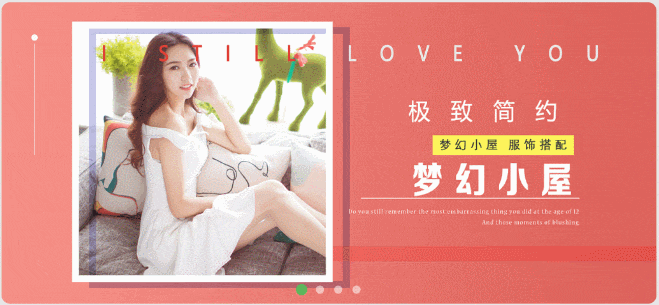 I STILL LOVE YOU
极致简约
梦幻小屋 服饰搭配
梦幻小屋
Do you still remember the most embarrassing thing you did at the age of 12
And those moments of blushing